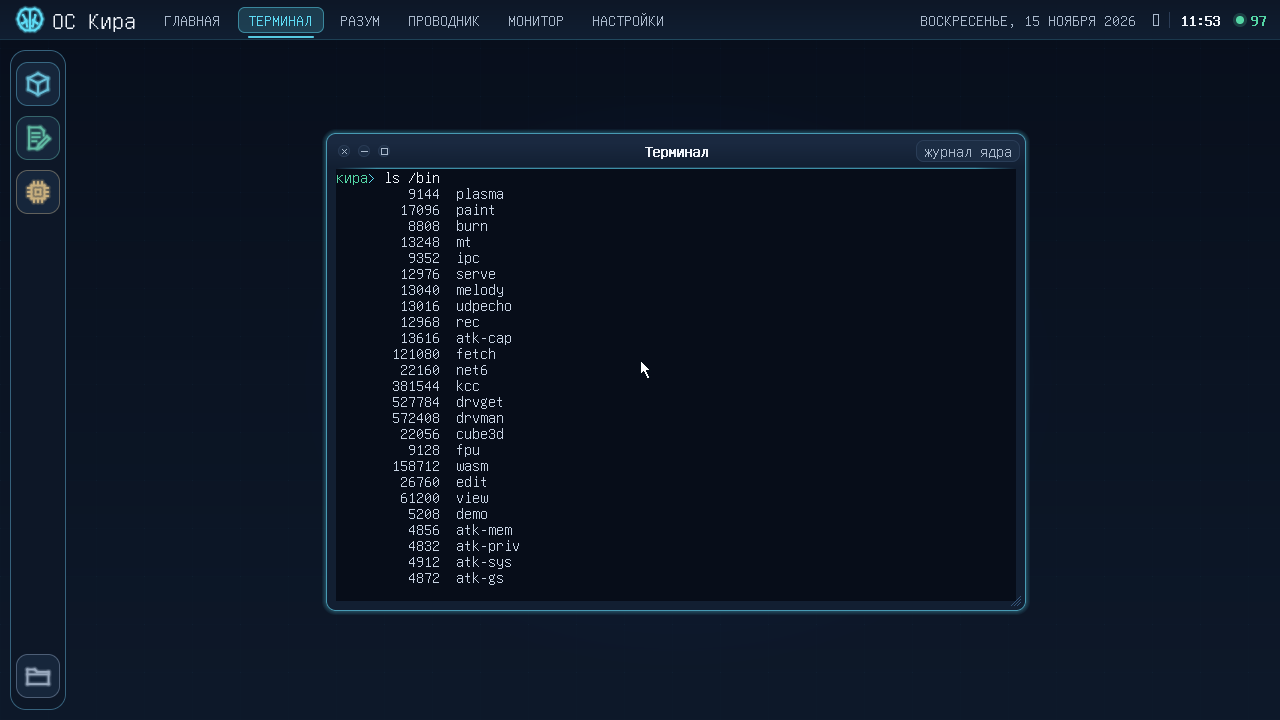 ОС Кира ГЛАВНАЯ ТЕРМИНАЛ РАЗУМ ПРОВОДНИК МОНИТОР НАСТРОЙКИ ВОСКРЕСЕНЬЕ, 15 НОЯБРЯ 2026 11:53 97
Терминал журнал ядра
кира> ls /bin
9144 plasma
17096 paint
8808 burn
13248 mt
9352 ipc
12976 serve
13040 melody
13016 udpecho
12968 rec
13616 atk-cap
121080 fetch
22160 net6
381544 kcc
527784 drvget
572408 drvman
22056 cube3d
9128 fpu
158712 wasm
26760 edit
61200 view
5208 demo
4856 atk-mem
4832 atk-priv
4912 atk-sys
4872 atk-gs